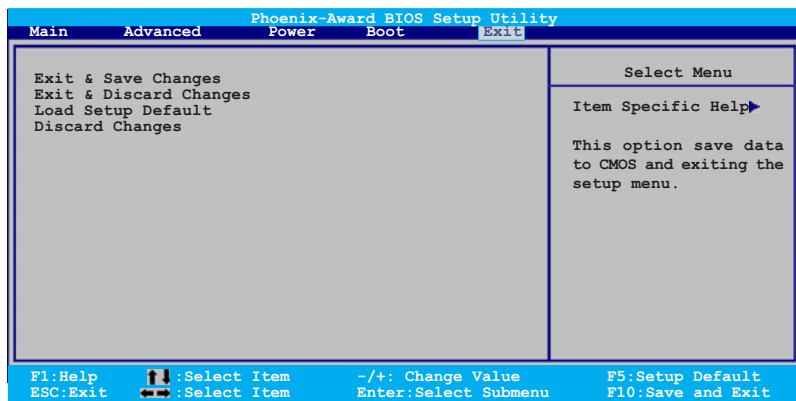 Phoenix-Award BIOS Setup Utility
Main Advanced Power Boot Exit
Exit & Save Changes
Exit & Discard Changes
Load Setup Default
Discard Changes
Select Menu
Item Specific Help
This option save data
to CMOS and exiting the
setup menu.
F1:Help :Select Item -/+: Change Value F5:Setup Default
ESC:Exit :Select Item Enter:Select Submenu F10:Save and Exit